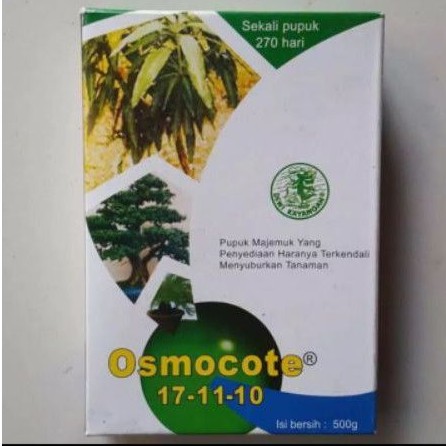 Sekali pupuk
270 hari
KAYANGAN
Pupuk Majemuk Yang
Penyediaan Haranya Terkendali
Menyuburkan Tanaman
Osmocote®
17-11-10
Isi bersih : 500g